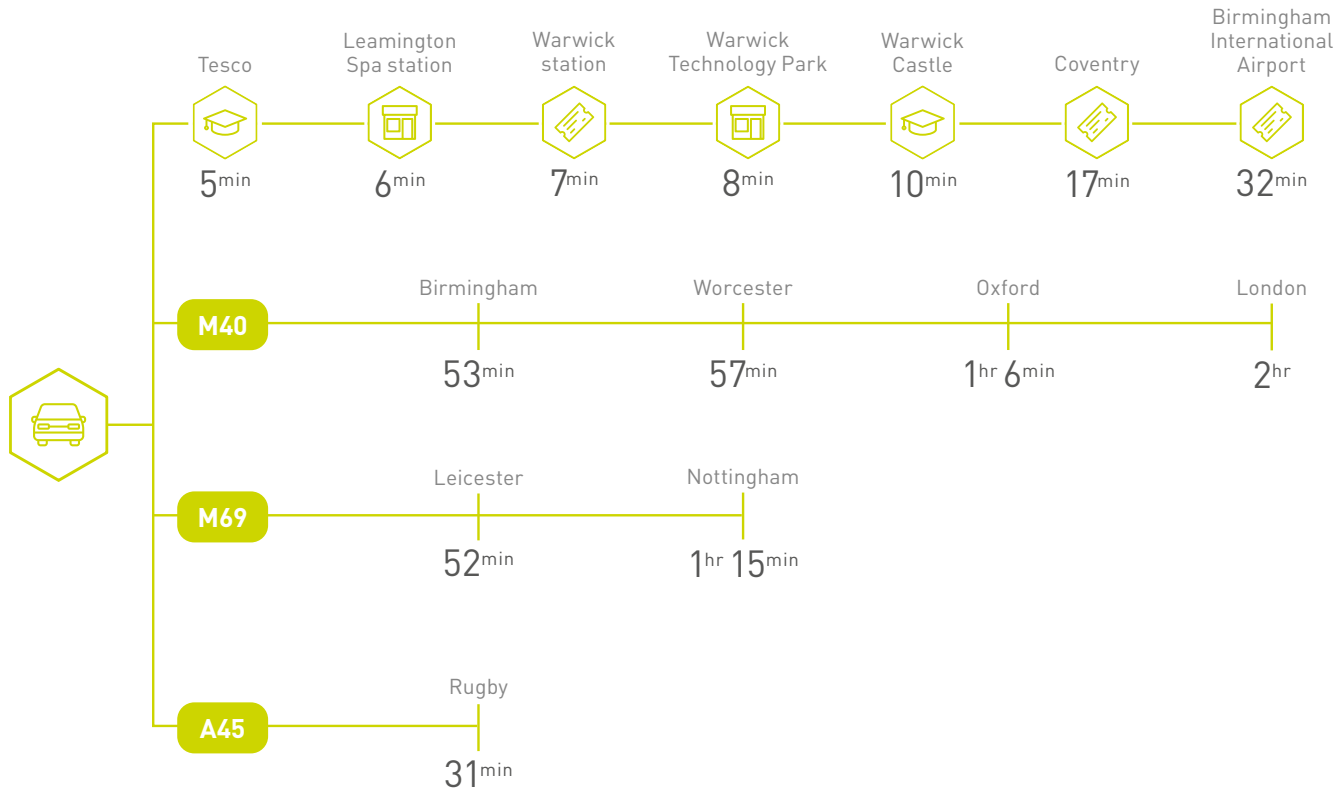 Tesco
Leamington
Spa station
Warwick
station
Warwick
Technology Park
Warwick
Castle
Coventry
Birmingham
International
Airport
5min
6min
7min
8min
10min
17min
32min
M40
Birmingham
Worcester
Oxford
London
53min
57min
1hr 6min
2hr
M69
Leicester
Nottingham
52min
1hr 15min
A45
Rugby
31min